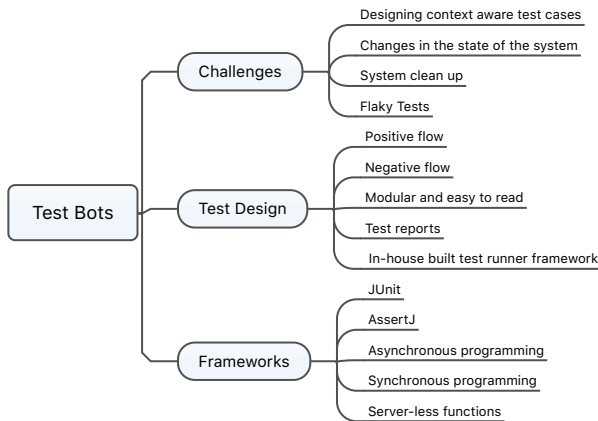 Test Bots
Challenges
Designing context aware test cases
Changes in the state of the system
System clean up
Flaky Tests
Test Design
Positive flow
Negative flow
Modular and easy to read
Test reports
In-house built test runner framework
Frameworks
JUnit
AssertJ
Asynchronous programming
Synchronous programming
Server-less functions